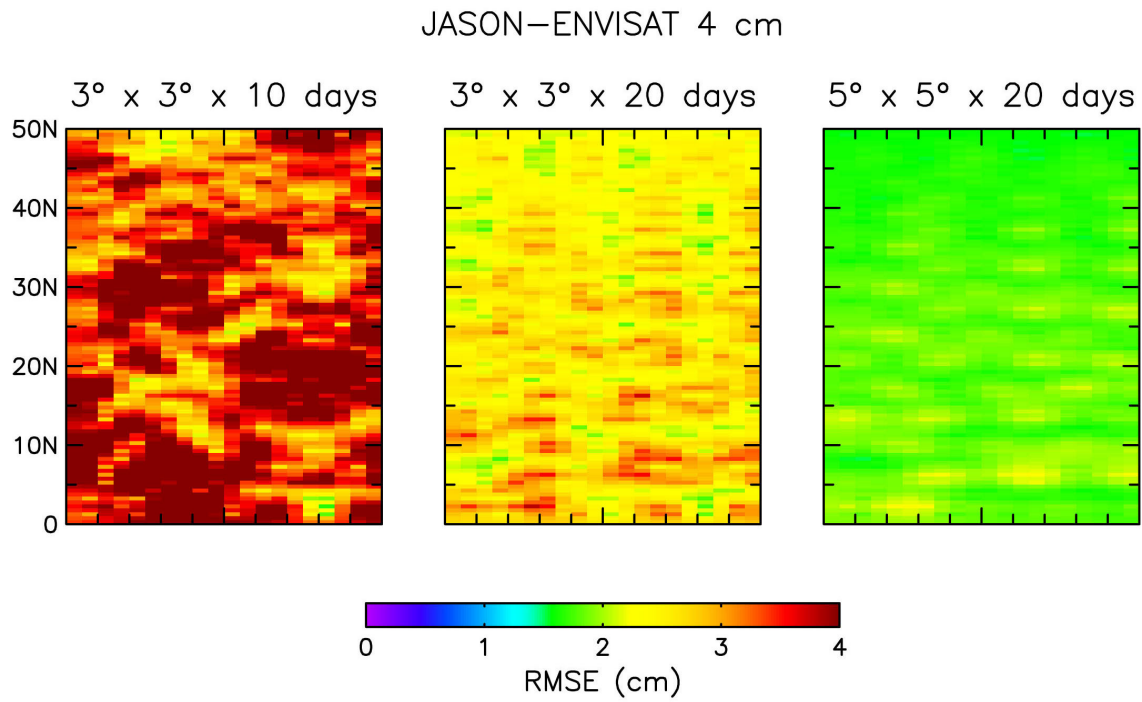 JASON-ENVISAT 4 cm
3° x 3° x 10 days
3° x 3° x 20 days
5° x 5° x 20 days
50N
40N
30N
20N
10N
0
0 1 2 3 4
RMSE (cm)